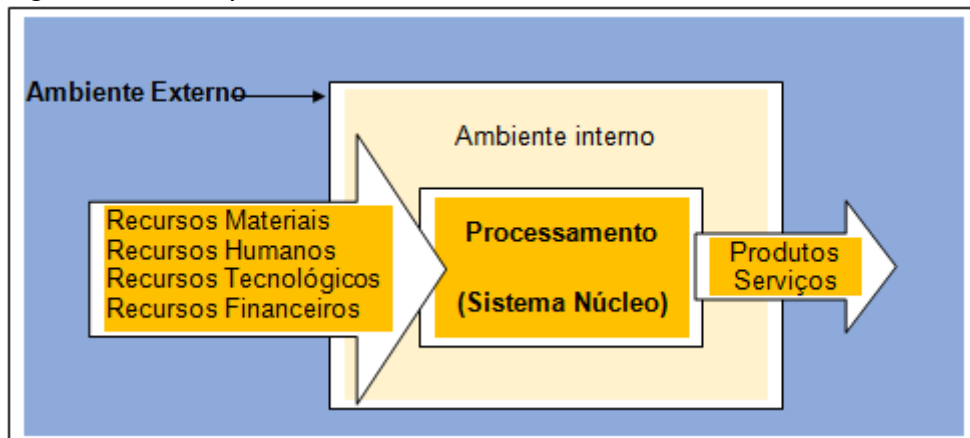 Ambiente Externo
Ambiente interno
Recursos Materiais
Recursos Humanos
Recursos Tecnológicos
Recursos Financeiros
Processamento
(Sistema Núcleo)
Produtos
Serviços